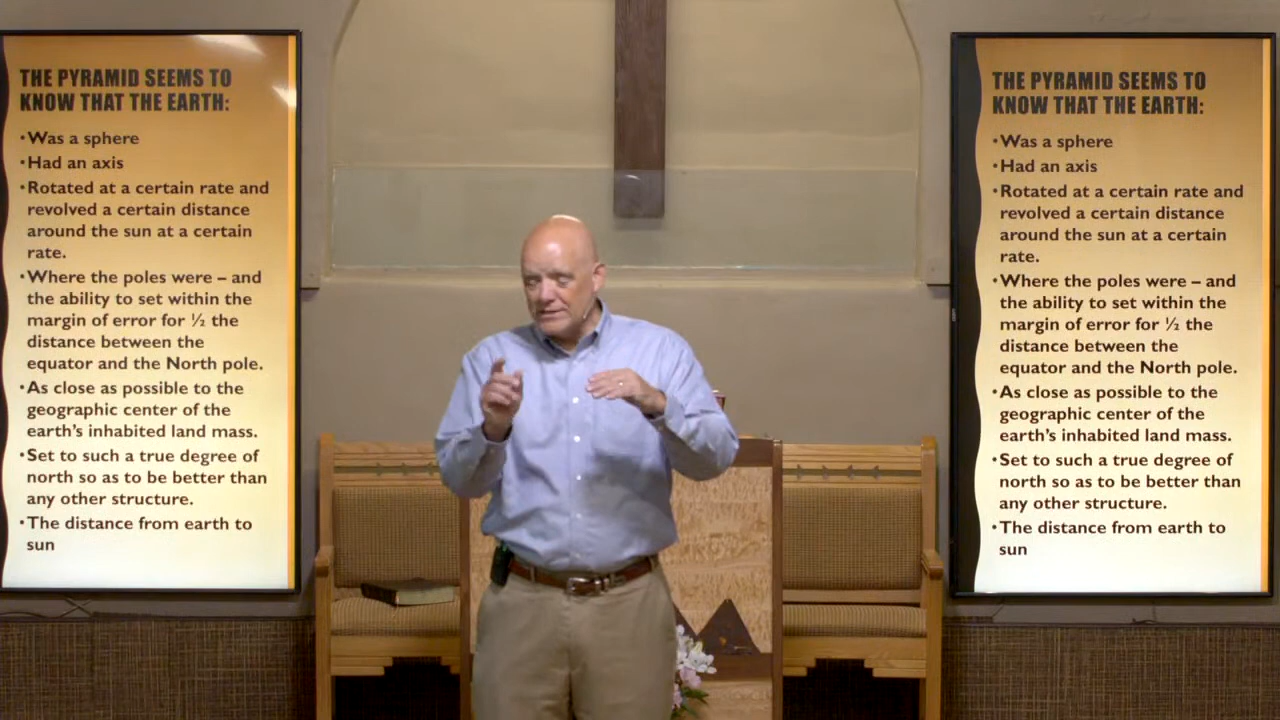 THE PYRAMID SEEMS TO
KNOW THAT THE EARTH:
•Was a sphere
•Had an axis
•Rotated at a certain rate and
revolved a certain distance
around the sun at a certain
rate.
•Where the poles were – and
the ability to set within the
margin of error for ½ the
distance between the
equator and the North pole.
•As close as possible to the
geographic center of the
earth's inhabited land mass.
•Set to such a true degree of
north so as to be better than
any other structure.
•The distance from earth to
sun
THE PYRAMID SEEMS TO
KNOW THAT THE EARTH:
•Was a sphere
•Had an axis
•Rotated at a certain rate and
revolved a certain distance
around the sun at a certain
rate.
•Where the poles were – and
the ability to set within the
margin of error for ½ the
distance between the
equator and the North pole.
•As close as possible to the
geographic center of the
earth's inhabited land mass.
•Set to such a true degree of
north so as to be better than
any other structure.
•The distance from earth to
sun